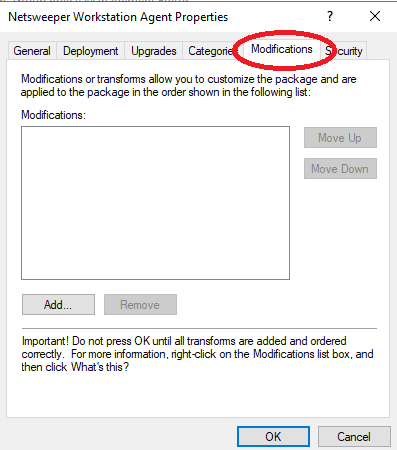 Netsweeper Workstation Agent Properties
General Deployment Upgrades Categories Modifications Security
Modifications or transforms allow you to customize the package and are
applied to the package in the order shown in the following list:
Modifications:
Move Up
Move Down
Add... Remove
Important! Do not press OK until all transforms are added and ordered
correctly. For more information, right-click on the Modifications list box, and
then click What's this?
OK Cancel